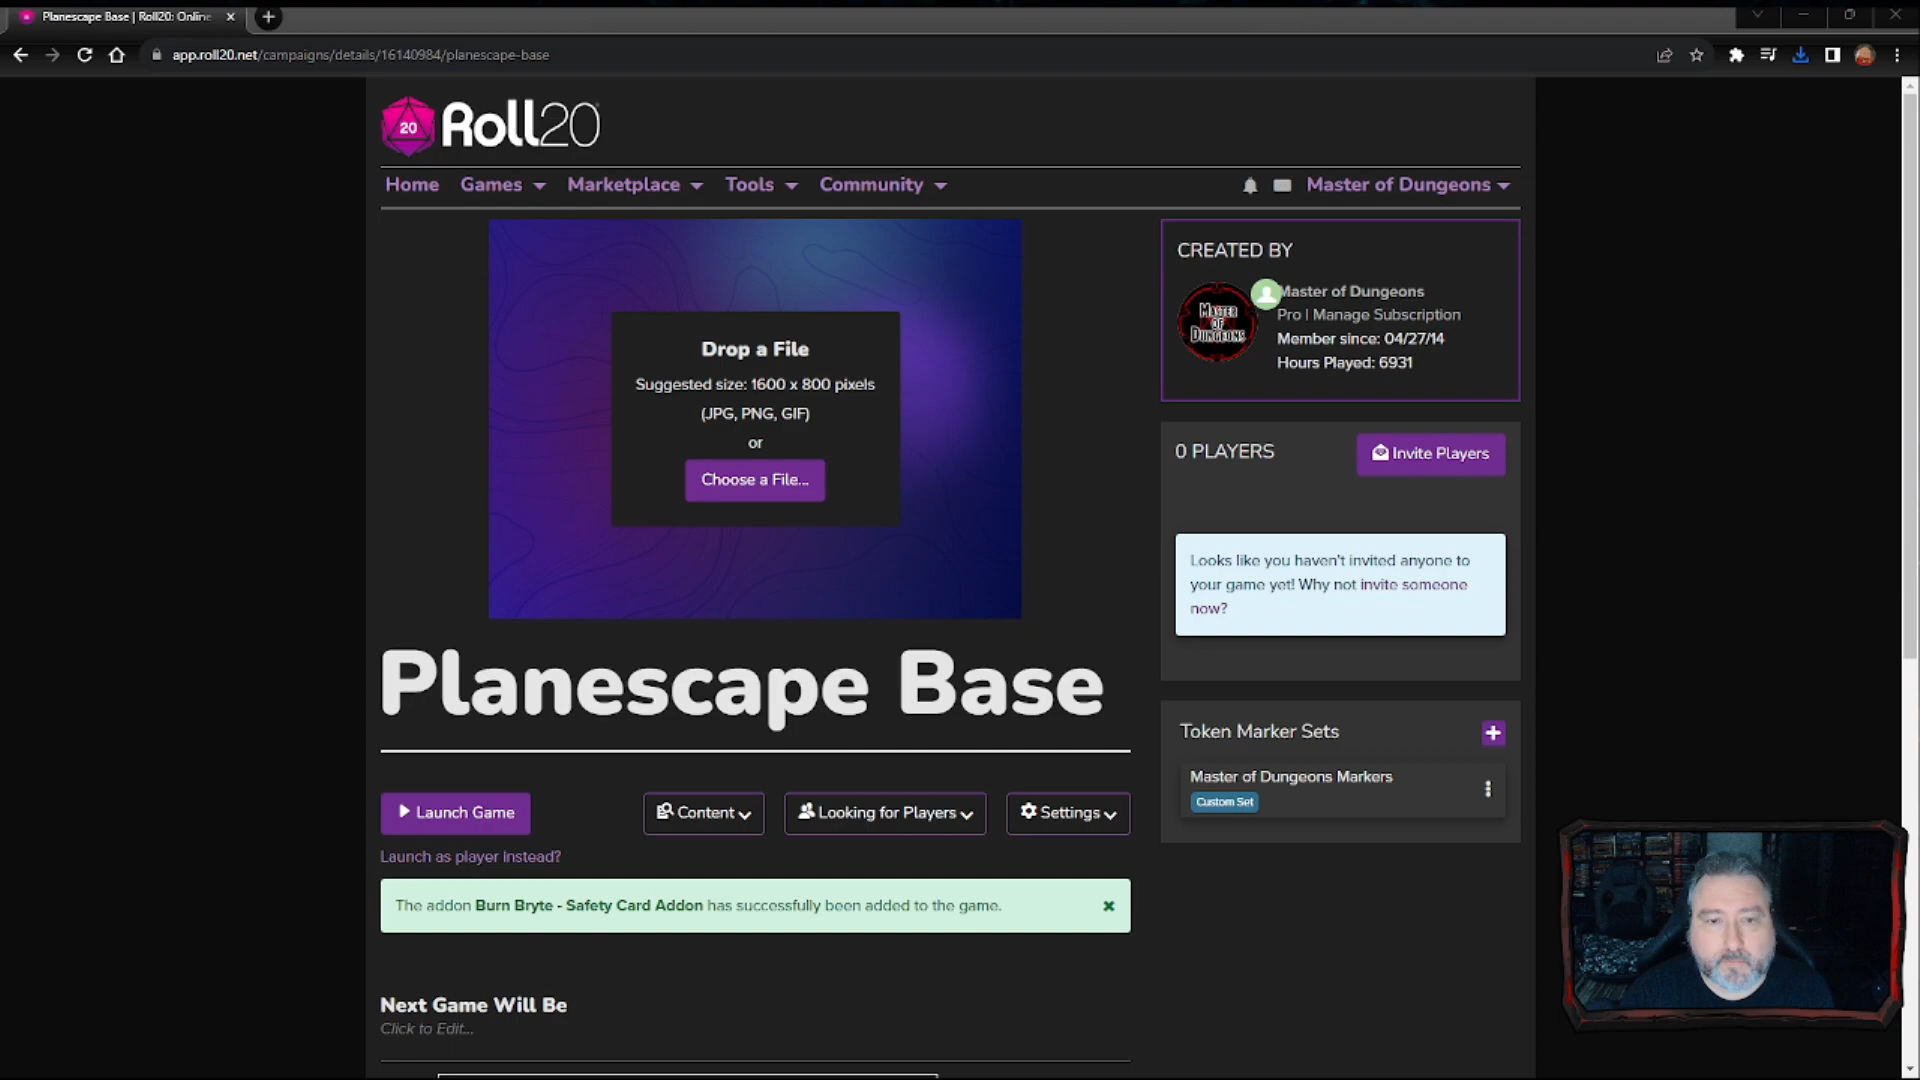 Planescape Base | Roll20: Online
app.roll20.net/campaigns/details/16140984/planescape-base
20 Roll20
Home Games Marketplace Tools Community Master of Dungeons
Drop a File
Suggested size: 1600 x 800 pixels
(JPG, PNG, GIF)
or
Choose a File...
CREATED BY
MASTER
OF
DUNGEONS
Master of Dungeons
Pro | Manage Subscription
Member since: 04/27/14
Hours Played: 6931
0 PLAYERS
Invite Players
Looks like you haven't invited anyone to
your game yet! Why not invite someone
now?
Planescape Base
Token Marker Sets
Master of Dungeons Markers
Custom Set
Launch Game Content Looking for Players Settings
Launch as player instead?
The addon Burn Bryte - Safety Card Addon has successfully been added to the game.
Next Game Will Be
Click to Edit...